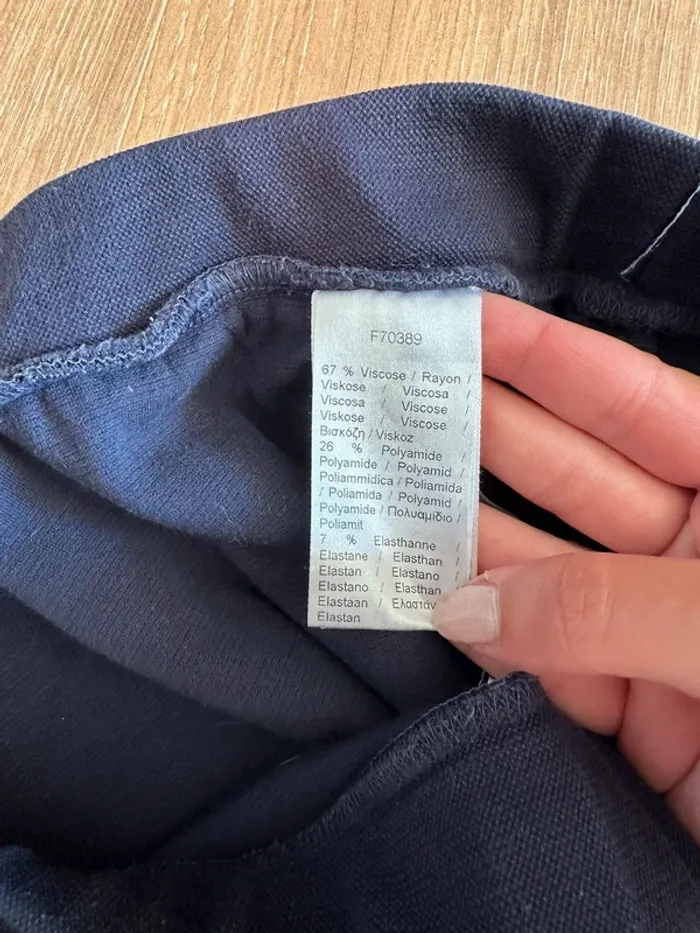 F70389
67 % Viscose / Rayon /
Viskose / Viscosa /
Viscosa / Viscose /
Viskose / Viscose /
Βισκόζη / Viskoz
26 % Polyamide /
Polyamide / Polyamid /
Poliammidica / Poliamida
/ Poliamida / Polyamid /
Polyamide / Πολυαμίδιο /
Poliamit
7 % Elasthanne /
Elastane / Elasthan /
Elastan / Elastano /
Elastano / Elasthan
Elastaan / Ελαστάν
Elastan